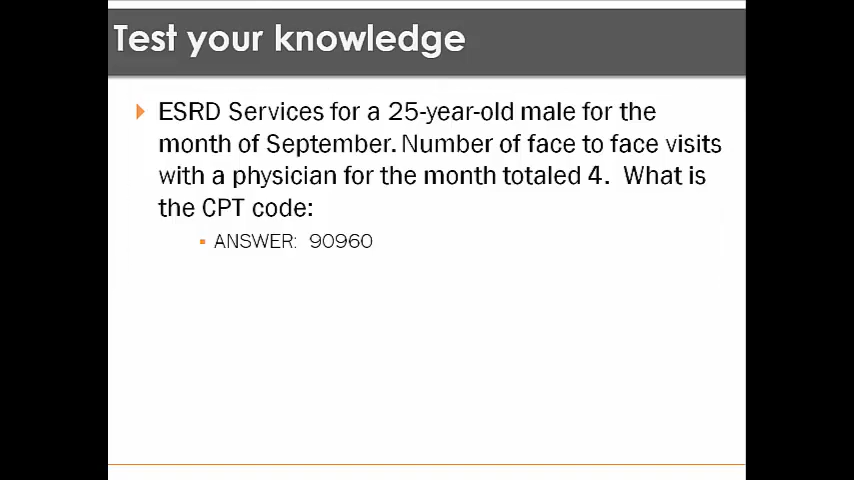 Test your knowledge
ESRD Services for a 25-year-old male for the
month of September. Number of face to face visits
with a physician for the month totaled 4. What is
the CPT code:
ANSWER: 90960